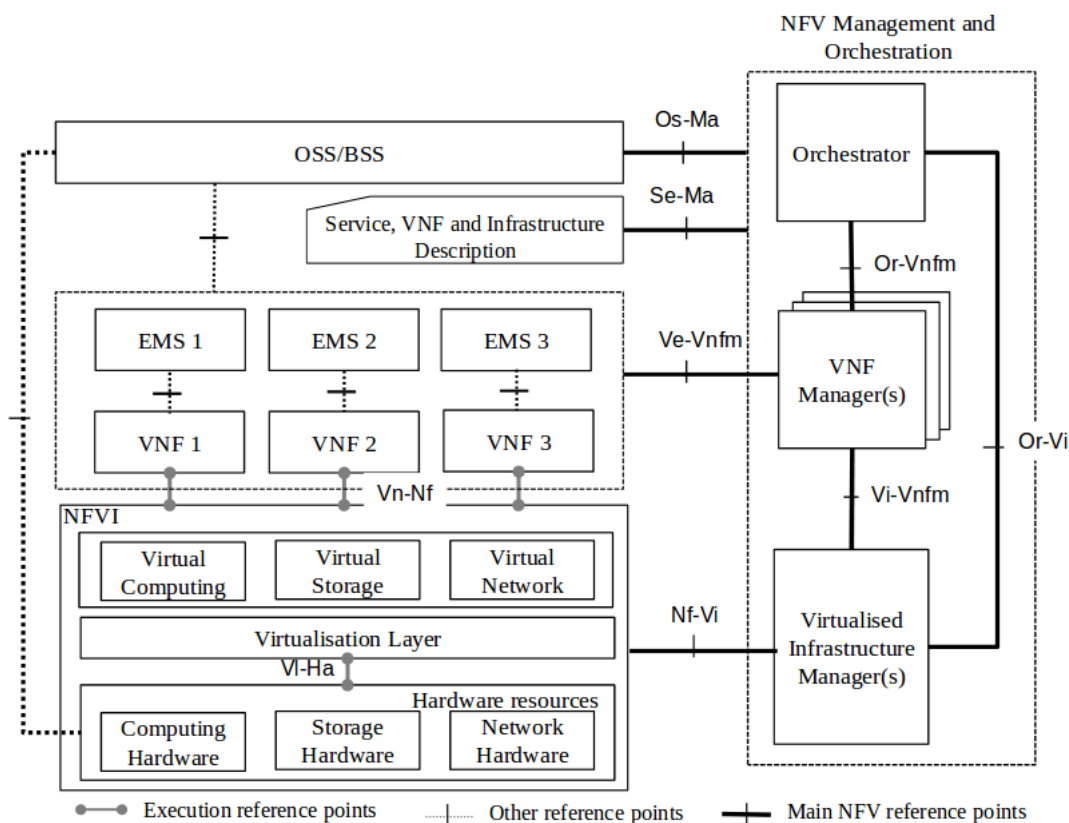 NFV Management and
Orchestration
Os-Ma
OSS/BSS
Orchestrator
Se-Ma
Service, VNF and Infrastructure
Description
Or-Vnfm
EMS 1
EMS 2
EMS 3
Ve-Vnfm
VNF
Manager(s)
VNF 1
VNF 2
VNF 3
Or-Vi
Vn-Nf
Vi-Vnfm
NFVI
Virtual
Computing
Virtual
Storage
Virtual
Network
Nf-Vi
Virtualised
Infrastructure
Manager(s)
Virtualisation Layer
Vl-Ha
Hardware resources
Computing
Hardware
Storage
Hardware
Network
Hardware
Execution reference points
Other reference points
Main NFV reference points